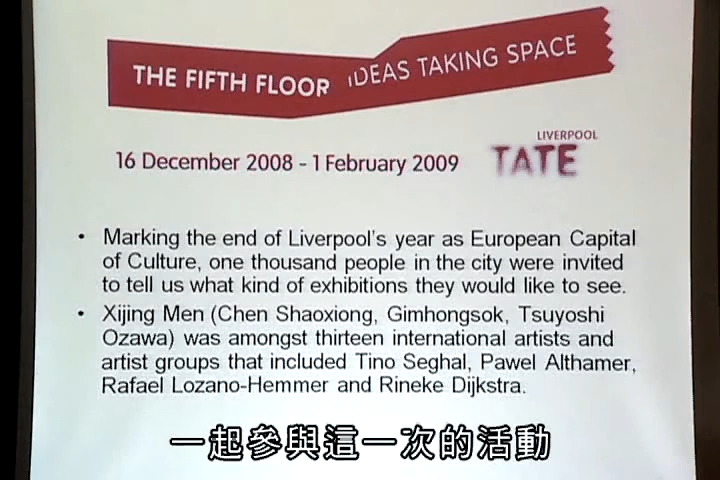 THE FIFTH FLOOR IDEAS TAKING SPACE
16 December 2008 - 1 February 2009
LIVERPOOL
TATE
• Marking the end of Liverpool's year as European Capital
of Culture, one thousand people in the city were invited
to tell us what kind of exhibitions they would like to see.
• Xijing Men (Chen Shaoxiong, Gimhongsok, Tsuyoshi
Ozawa) was amongst thirteen international artists and
artist groups that included Tino Seghal, Pawel Althamer,
Rafael Lozano-Hemmer and Rineke Dijkstra.
一起參與這一次的活動